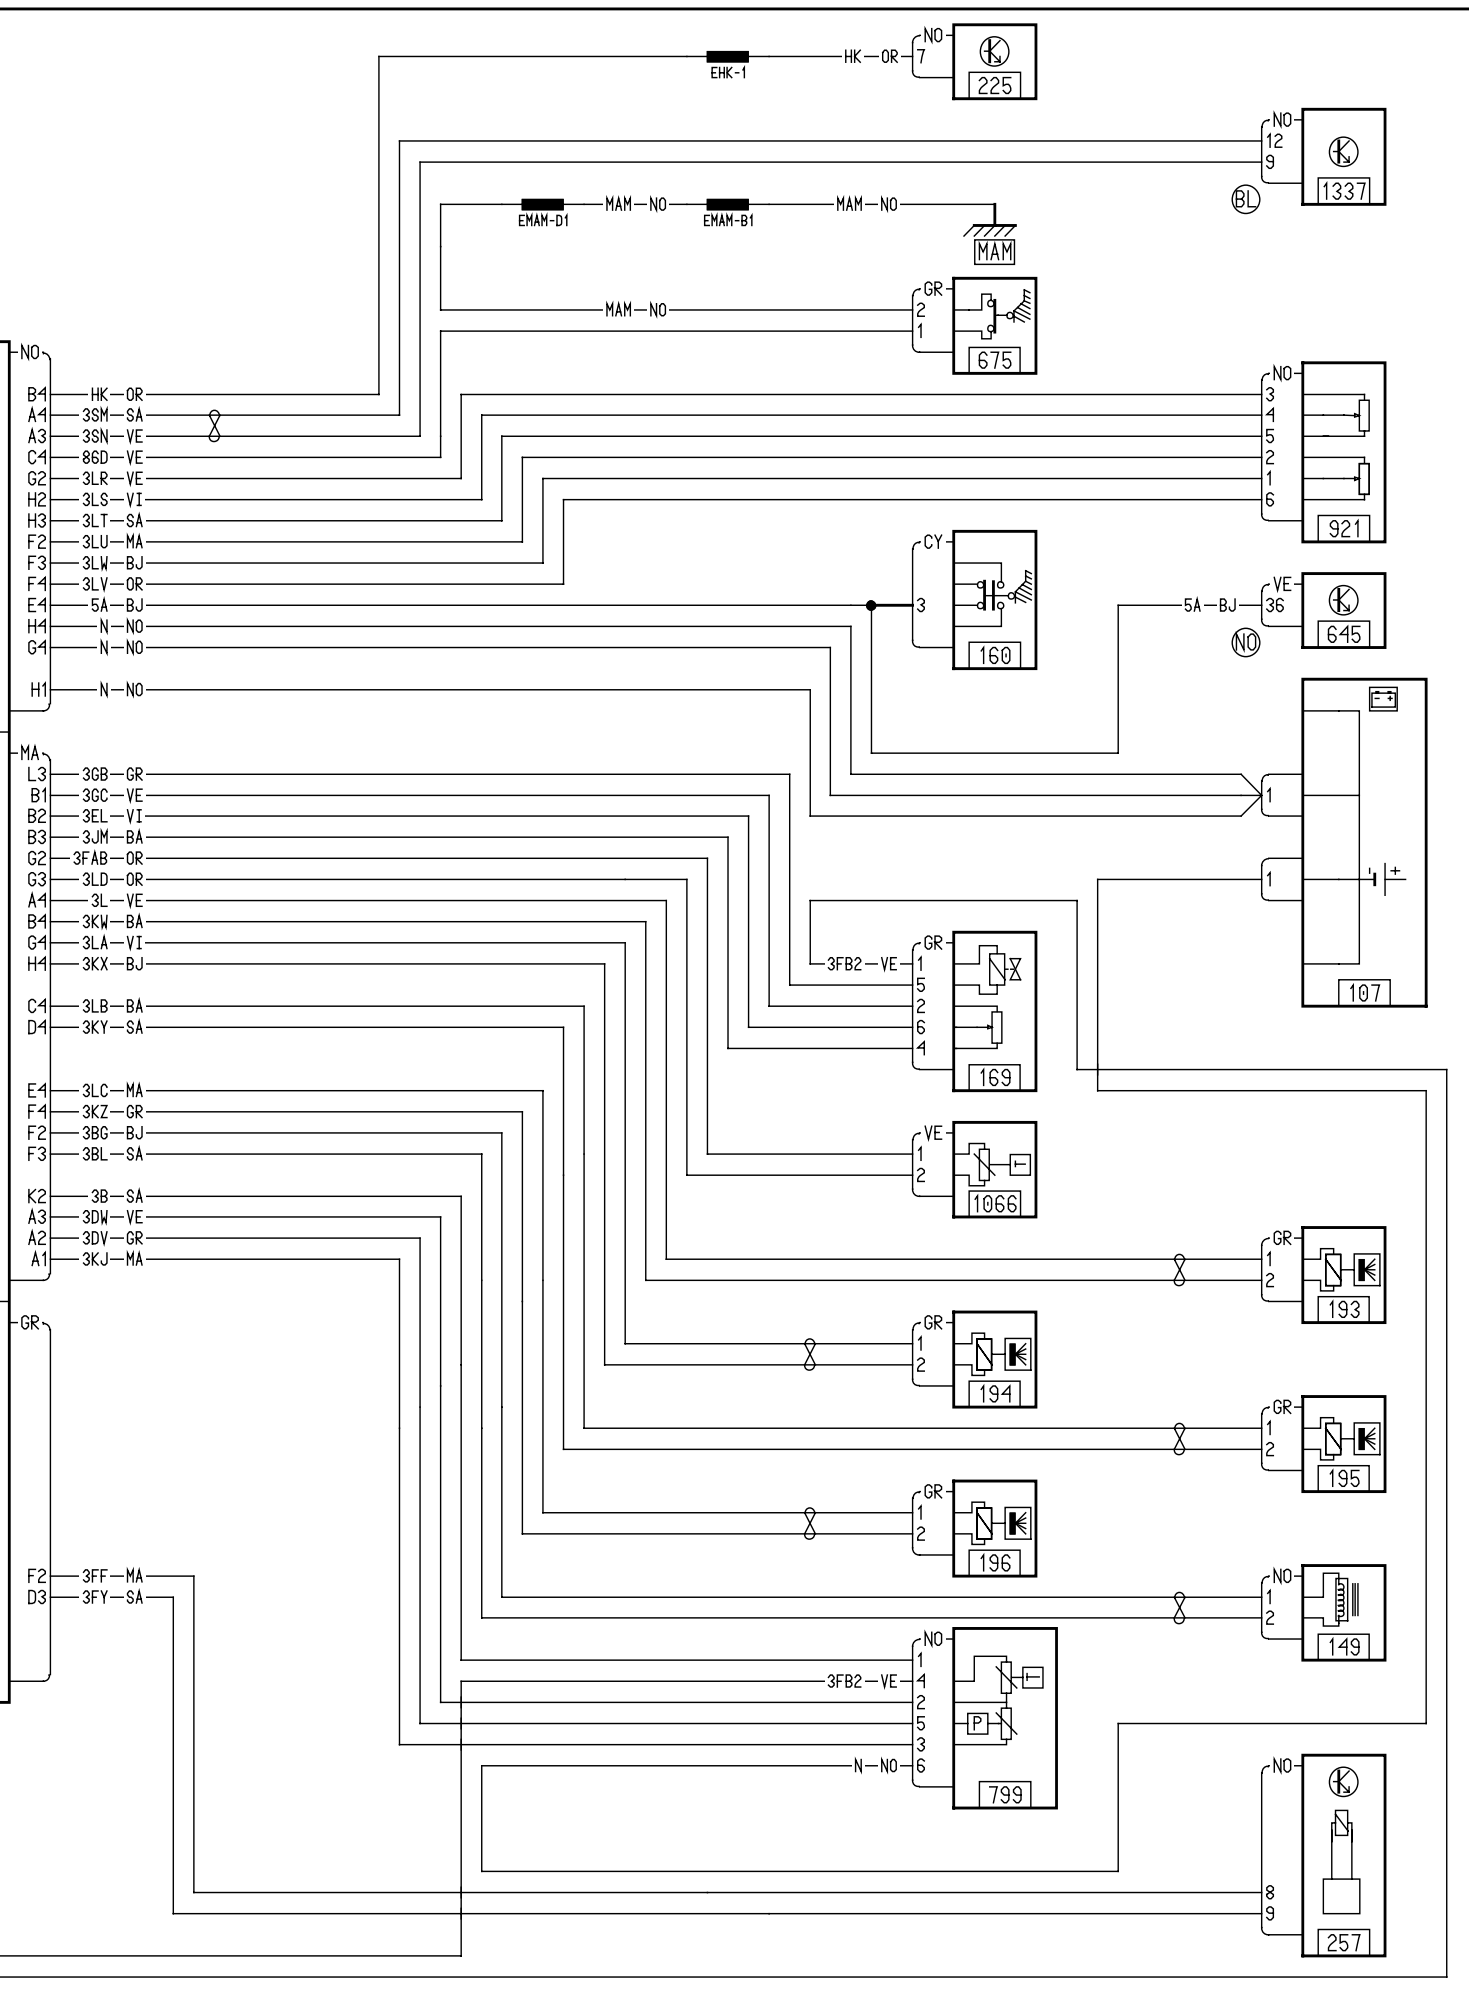 NO
HK OR 7
EHK-1
225
NO
12
9
BL
1337
MAM NO MAM NO
EMAM-D1 EMAM-B1
MAM
GR
MAM NO 2
1
675
NO
B4 HK OR
A4 3SM SA
A3 3SN VE
C4 86D VE
G2 3LR VE
H2 3LS VI
H3 3LT SA
F2 3LU MA
F3 3LW BJ
F4 3LV OR
E4 5A BJ
H4 N NO
G4 N NO
H1 N NO
NO
3
4
5
2
1
6
921
CY
3
160
VE
5A BJ 36
NO
645
- +
1
1
- +
107
MA
L3 3GB GR
B1 3GC VE
B2 3EL VI
B3 3JM BA
G2 3FAB OR
G3 3LD OR
A4 3L VE
B4 3KW BA
G4 3LA VI
H4 3KX BJ
C4 3LB BA
D4 3KY SA
E4 3LC MA
F4 3KZ GR
F2 3BG BJ
F3 3BL SA
K2 3B SA
A3 3DW VE
A2 3DV GR
A1 3KJ MA
GR
3FB2 VE 1
5
2
6
4
169
VE
1
2
T
1066
GR
1
2
193
GR
1
2
194
GR
1
2
195
GR
1
2
196
GR
F2 3FF MA
D3 3FY SA
NO
1
2
149
NO
1
3FB2 VE 4
2
5
3
N NO 6
T
P
799
NO
8
9
257